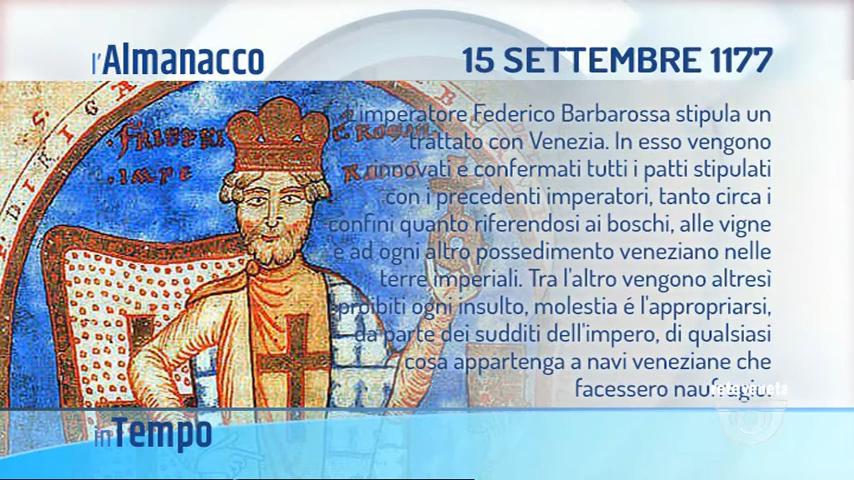 l'Almanacco
15 SETTEMBRE 1177
L'imperatore Federico Barbarossa stipula un
trattato con Venezia. In esso vengono
innovati e confermati tutti i patti stipulati
con i precedenti imperatori, tanto circa i
confini quanto riferendosi ai boschi, alle vigne
e ad ogni altro possedimento veneziano nelle
terre imperiali. Tra l'altro vengono altresì
proibiti ogni insulto, molestia é l'appropriarsi,
da parte dei sudditi dell'impero, di qualsiasi
cosa appartenga a navi veneziane che
facessero naufragio.
televeneta
inTempo
IMPE